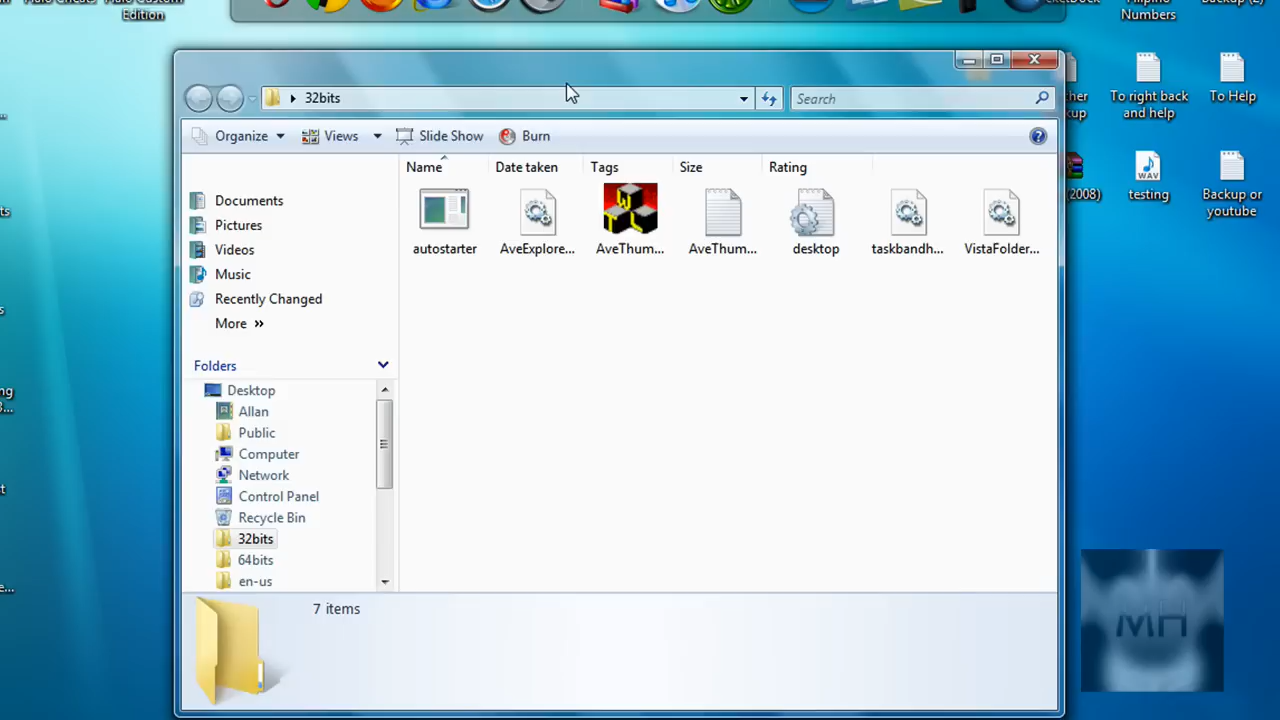 Edition
Numbers
To right back
and help
To Help
(2008)
testing
Backup or
youtube
32bits
Search
Organize
Views
Slide Show
Burn
Name
Date taken
Tags
Size
Rating
Documents
Pictures
Videos
Music
Recently Changed
More »
autostarter
AveExplore...
AveThum...
AveThum...
desktop
taskbandh...
VistaFolder...
Folders
Desktop
Allan
Public
Computer
Network
Control Panel
Recycle Bin
32bits
64bits
en-us
7 items
MH